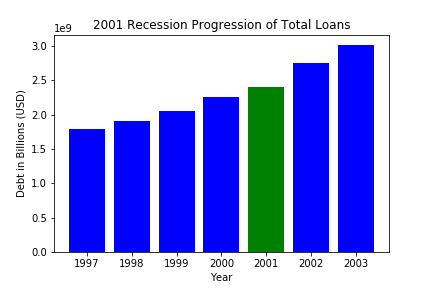 2001 Recession Progression of Total Loans
1e9
Debt in Billions (USD)
3.0
2.5
2.0
1.5
1.0
0.5
0.0
1997 1998 1999 2000 2001 2002 2003
Year